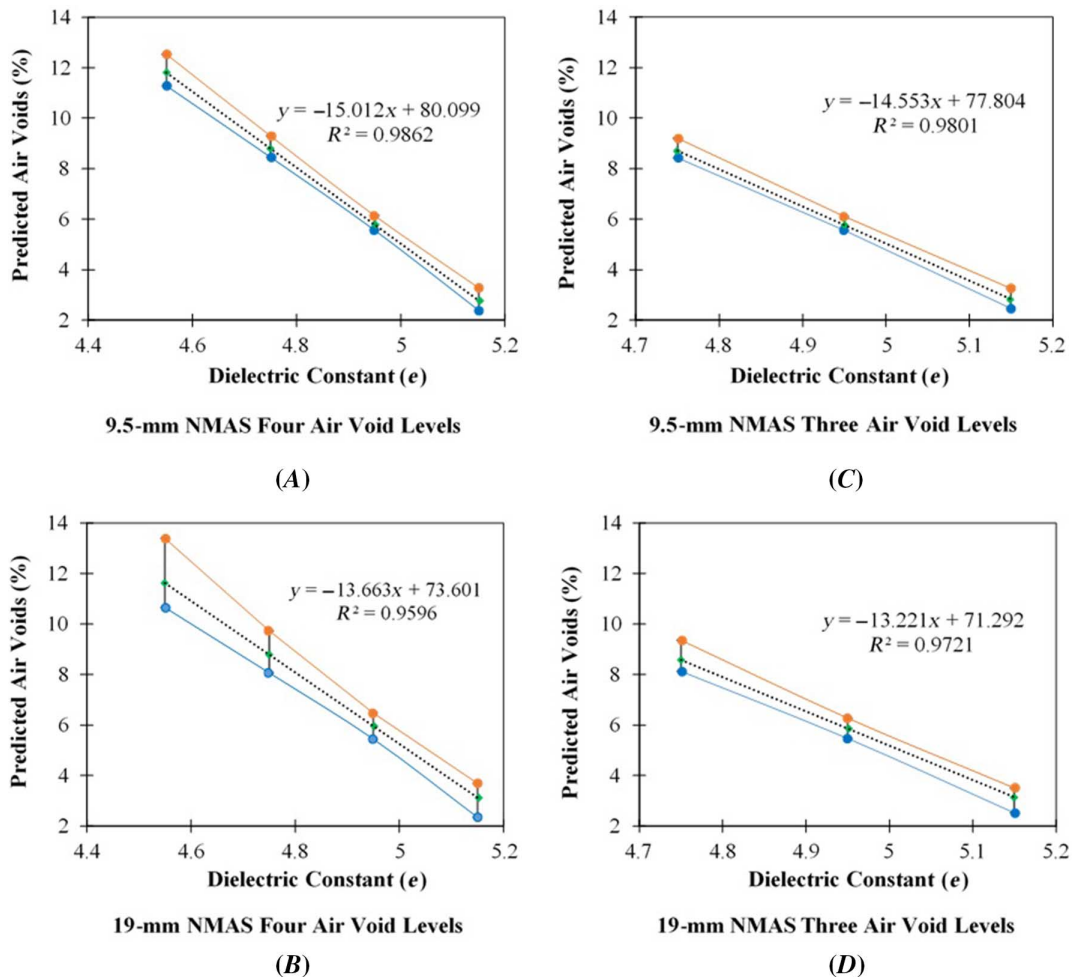 14
12
10
8
6
4
2
Predicted Air Voids (%)
y = –15.012x + 80.099
R² = 0.9862
4.4 4.6 4.8 5 5.2
Dielectric Constant (e)
9.5-mm NMAS Four Air Void Levels
(A)
14
12
10
8
6
4
2
Predicted Air Voids (%)
y = –14.553x + 77.804
R² = 0.9801
4.7 4.8 4.9 5 5.1 5.2
Dielectric Constant (e)
9.5-mm NMAS Three Air Void Levels
(C)
14
12
10
8
6
4
2
Predicted Air Voids (%)
y = –13.663x + 73.601
R² = 0.9596
4.4 4.6 4.8 5 5.2
Dielectric Constant (e)
19-mm NMAS Four Air Void Levels
(B)
14
12
10
8
6
4
2
Predicted Air Voids (%)
y = –13.221x + 71.292
R² = 0.9721
4.7 4.8 4.9 5 5.1 5.2
Dielectric Constant (e)
19-mm NMAS Three Air Void Levels
(D)